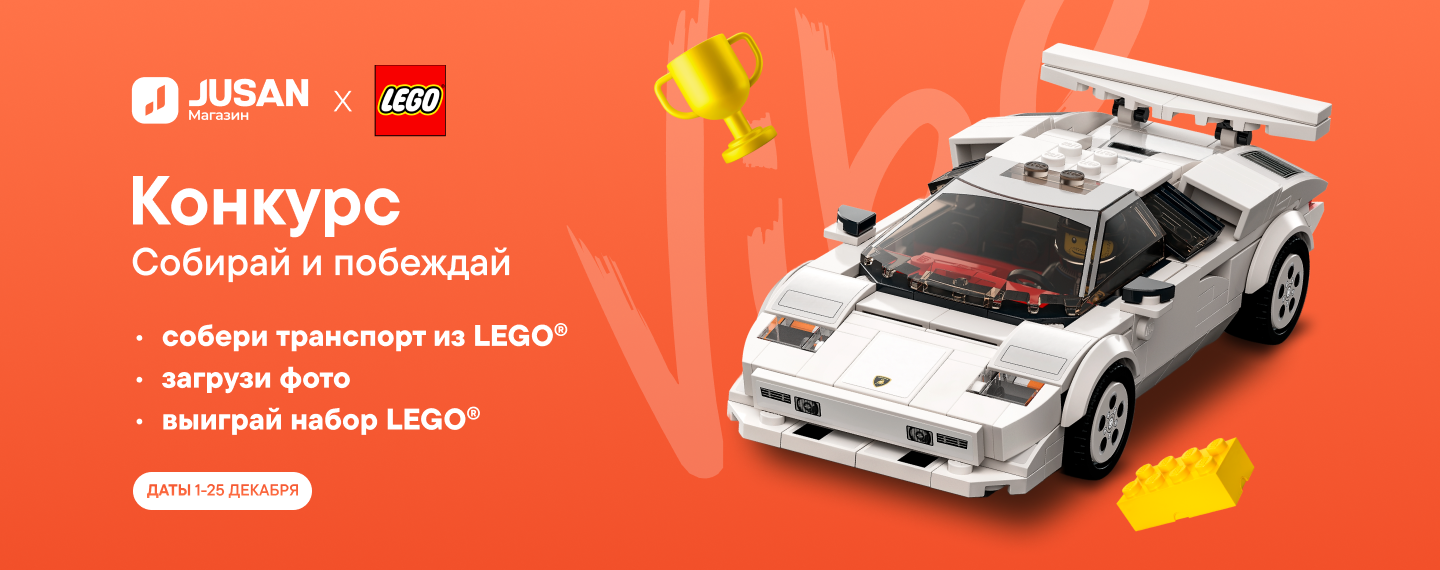 JUSAN
Магазин
X
LEGO
Конкурс
Собирай и побеждай
• собери транспорт из LEGO®
• загрузи фото
• выиграй набор LEGO®
ДАТЫ 1-25 ДЕКАБРЯ